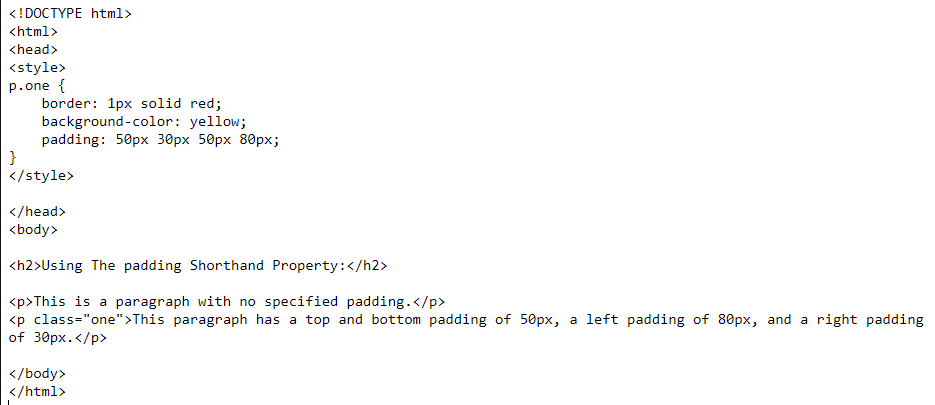 <!DOCTYPE html>
<html>
<head>
<style>
p.one {
    border: 1px solid red;
    background-color: yellow;
    padding: 50px 30px 50px 80px;
}
</style>

</head>
<body>

<h2>Using The padding Shorthand Property:</h2>

<p>This is a paragraph with no specified padding.</p>
<p class="one">This paragraph has a top and bottom padding of 50px, a left padding of 80px, and a right padding
of 30px.</p>

</body>
</html>